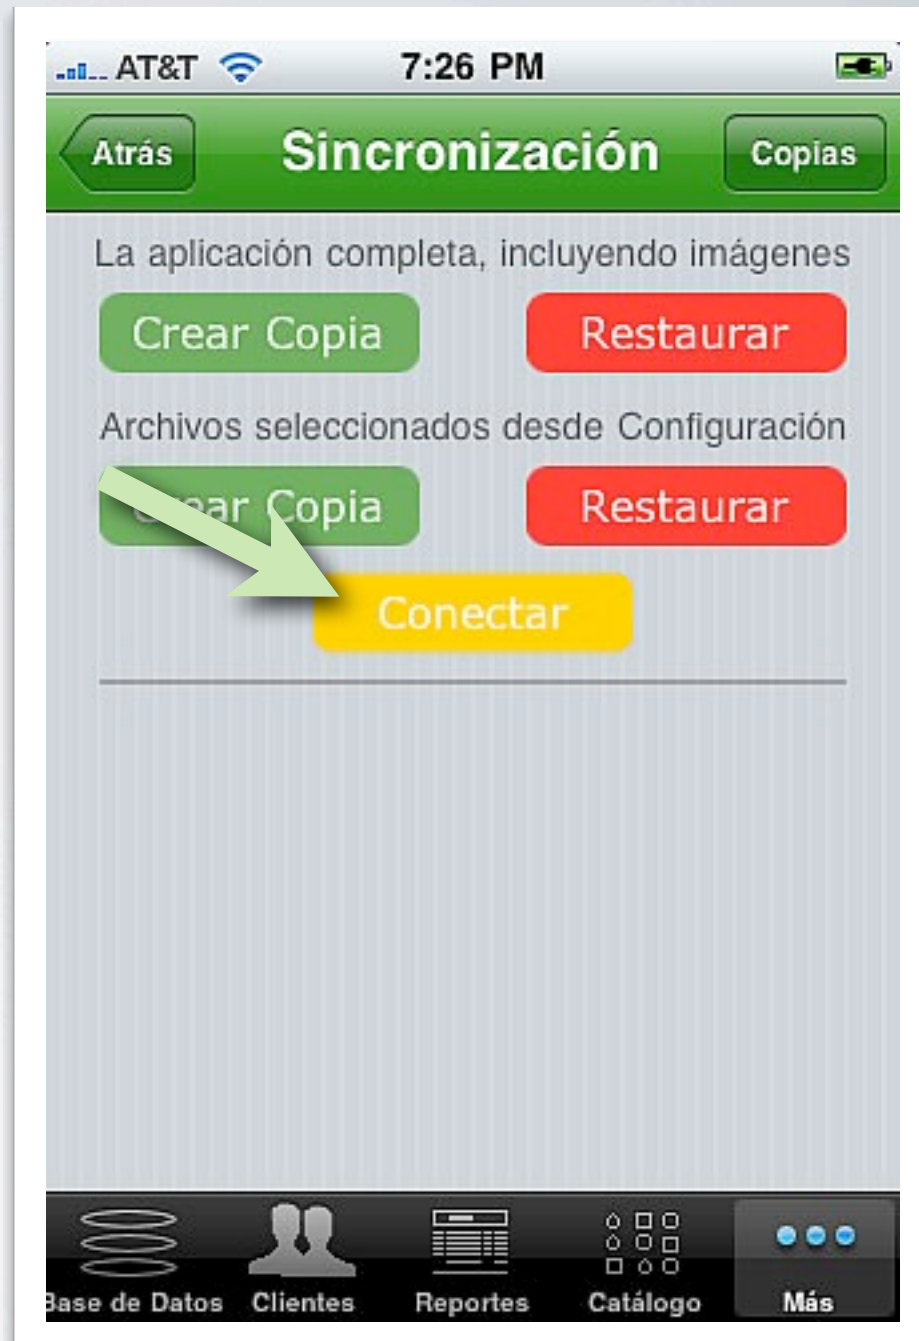 AT&T 7:26 PM
Atrás Sincronización Copias
La aplicación completa, incluyendo imágenes
Crear Copia Restaurar
Archivos seleccionados desde Configuración
Crear Copia Restaurar
Conectar
Base de Datos Clientes Reportes Catálogo Más